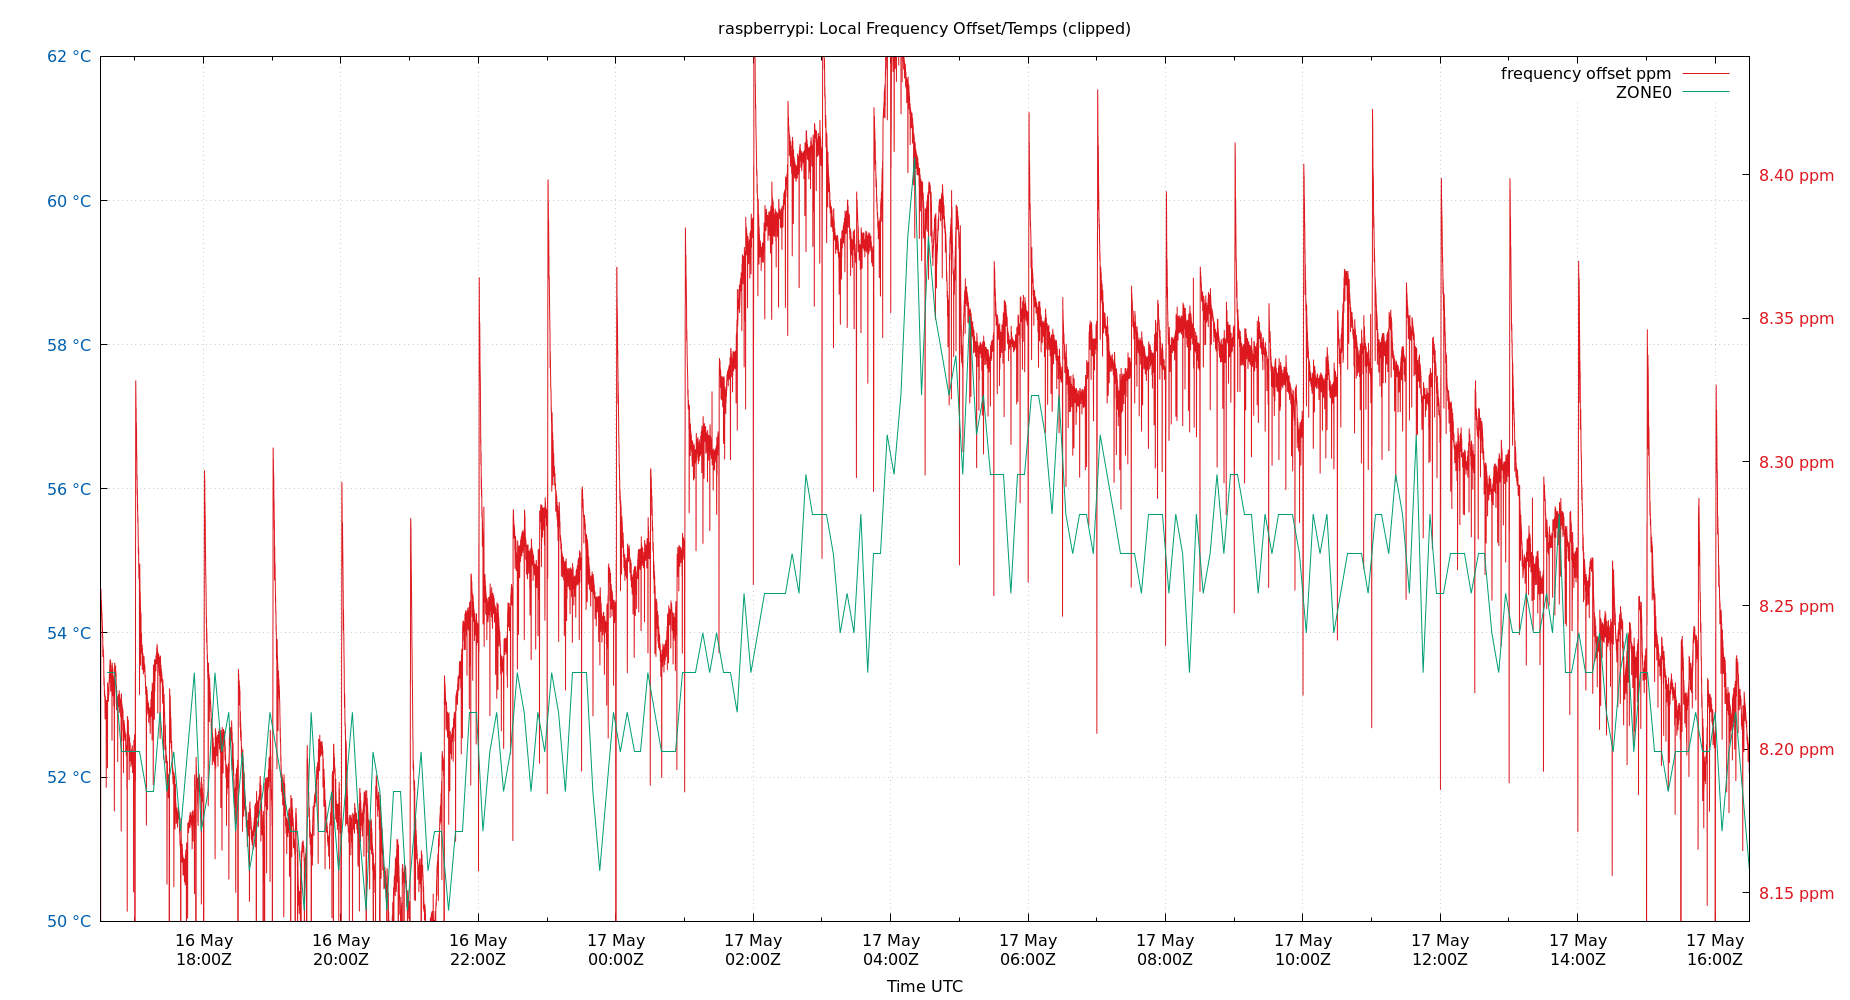 raspberrypi: Local Frequency Offset/Temps (clipped)
frequency offset ppm
ZONE0
62 °C
60 °C
58 °C
56 °C
54 °C
52 °C
50 °C
8.40 ppm
8.35 ppm
8.30 ppm
8.25 ppm
8.20 ppm
8.15 ppm
16 May 16 May 16 May 17 May 17 May 17 May 17 May 17 May 17 May 17 May 17 May 17 May
18:00Z 20:00Z 22:00Z 00:00Z 02:00Z 04:00Z 06:00Z 08:00Z 10:00Z 12:00Z 14:00Z 16:00Z
Time UTC